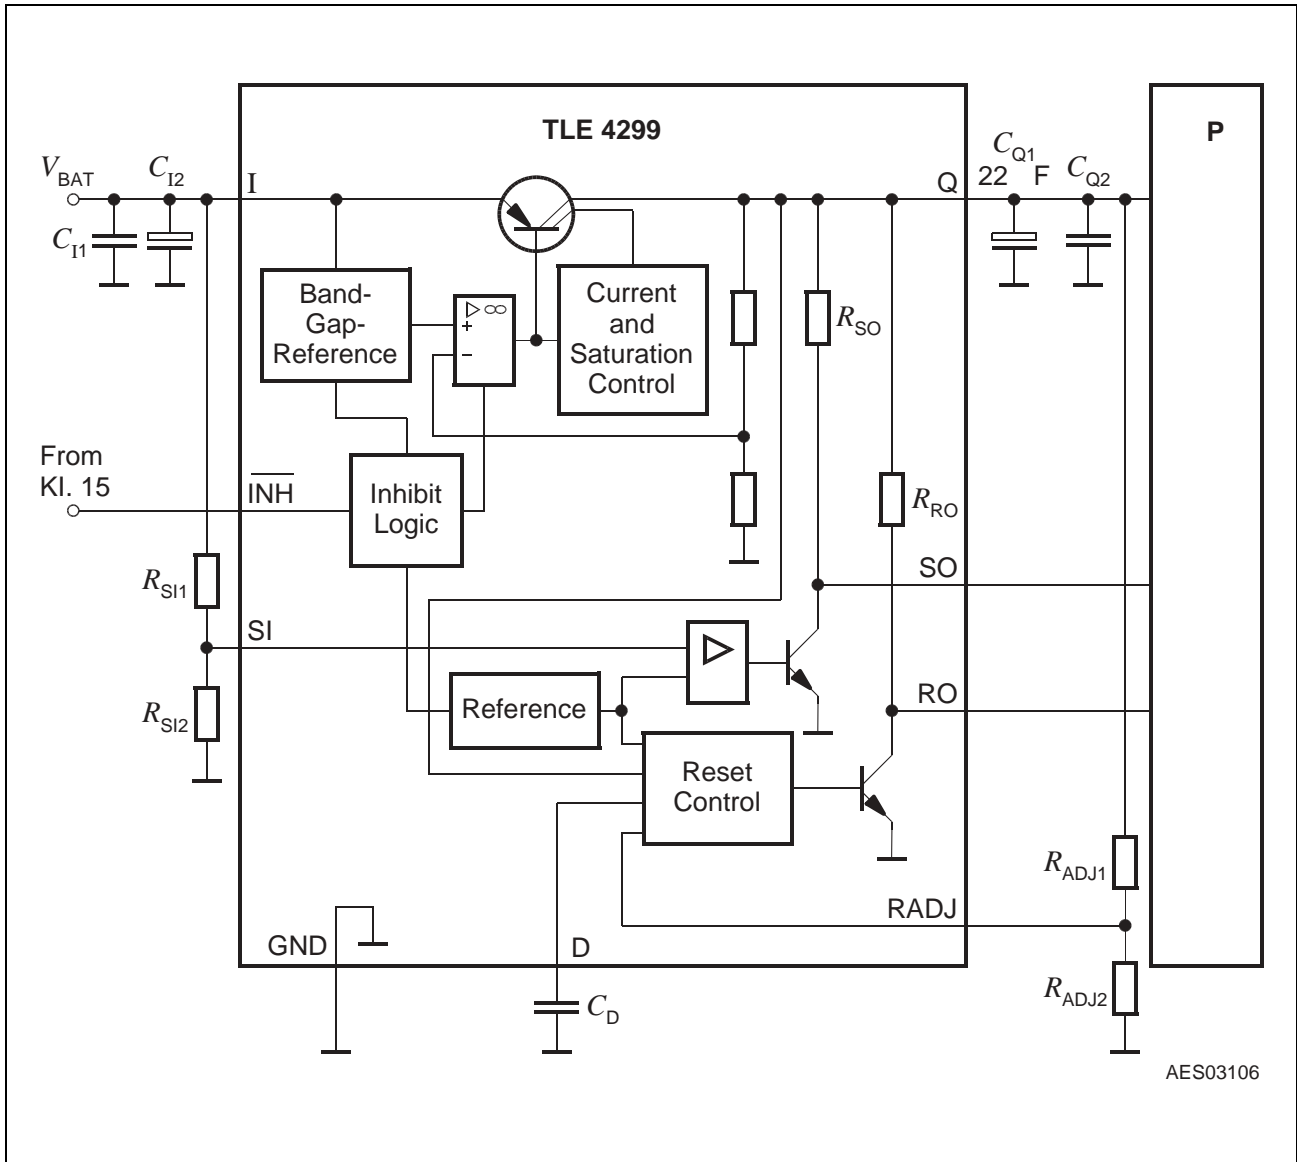 TLE 4299
P
V_BAT
C_I2
I
Q
C_Q1
22 F
C_Q2
C_I1
Band-
Gap-
Reference
▷ ∞
+
−
Current
and
Saturation
Control
R_SO
From
KI. 15
INH
Inhibit
Logic
R_RO
R_SI1
SO
SI
▷
R_SI2
Reference
RO
Reset
Control
R_ADJ1
RADJ
GND
D
R_ADJ2
C_D
AES03106